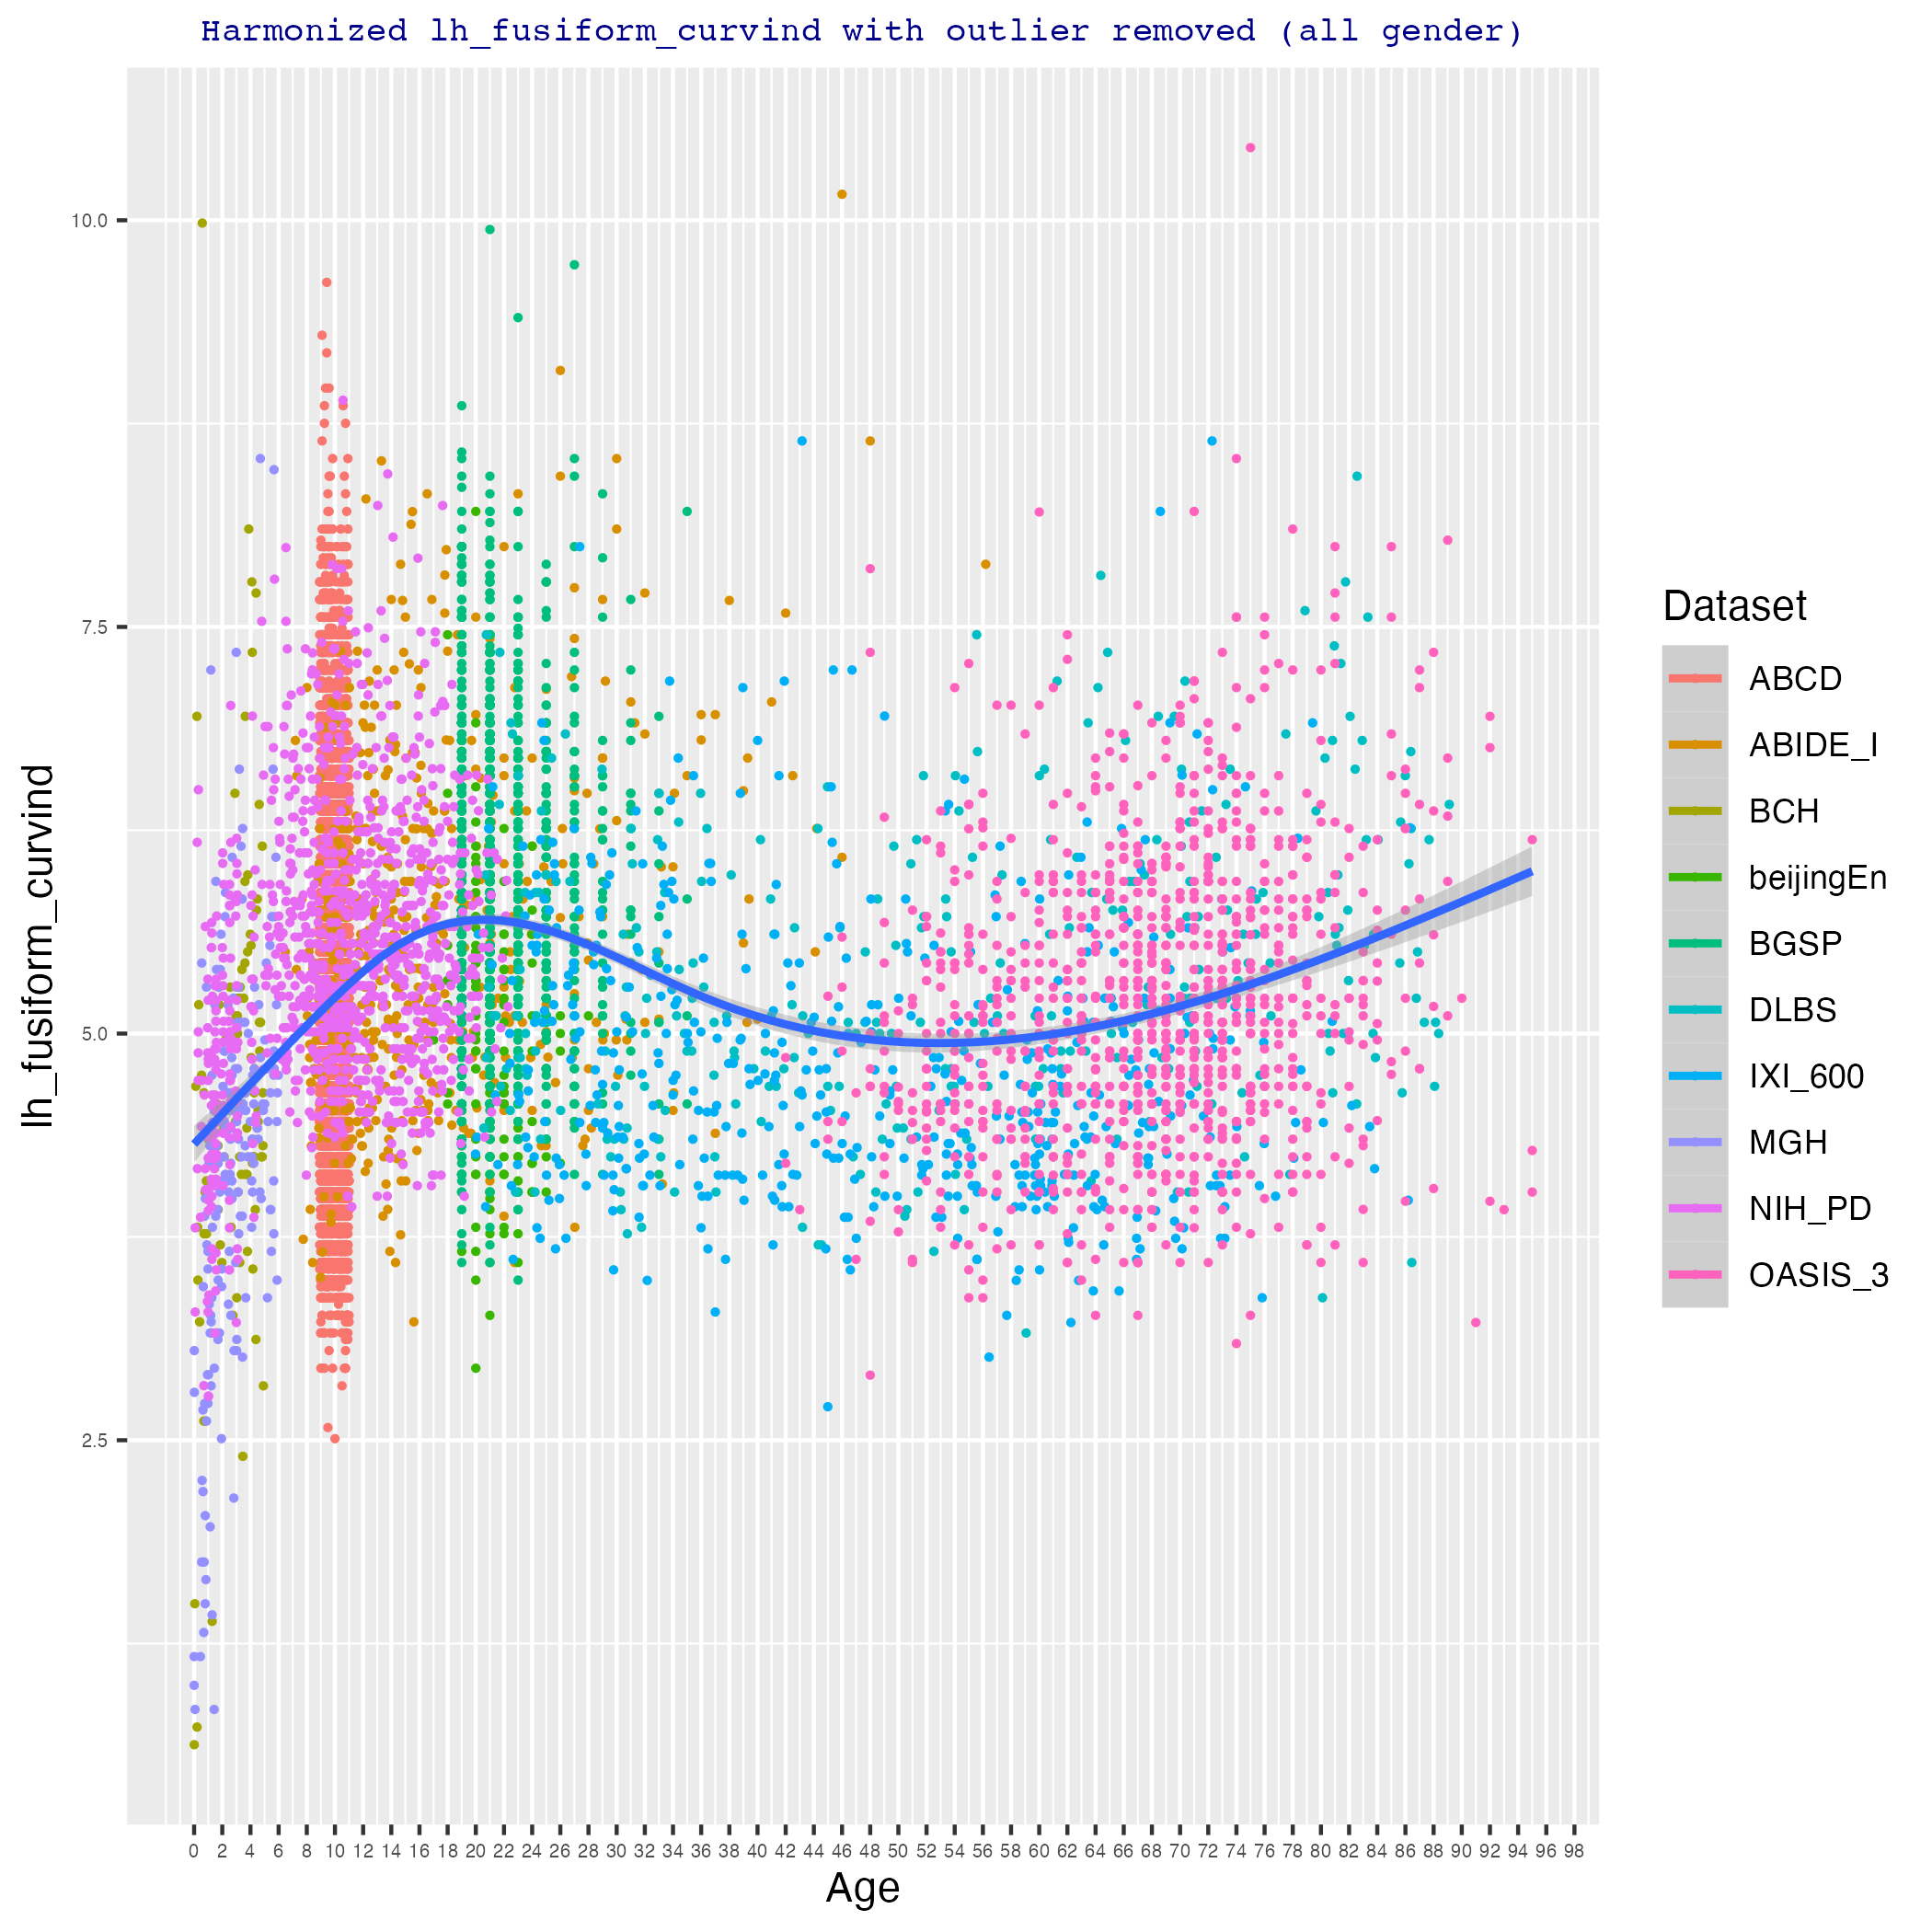 Harmonized lh_fusiform_curvind with outlier removed (all gender)
lh_fusiform_curvind
10.0
7.5
5.0
2.5
0 2 4 6 8 10 12 14 16 18 20 22 24 26 28 30 32 34 36 38 40 42 44 46 48 50 52 54 56 58 60 62 64 66 68 70 72 74 76 78 80 82 84 86 88 90 92 94 96 98
Age
Dataset
ABCD
ABIDE_I
BCH
beijingEn
BGSP
DLBS
IXI_600
MGH
NIH_PD
OASIS_3